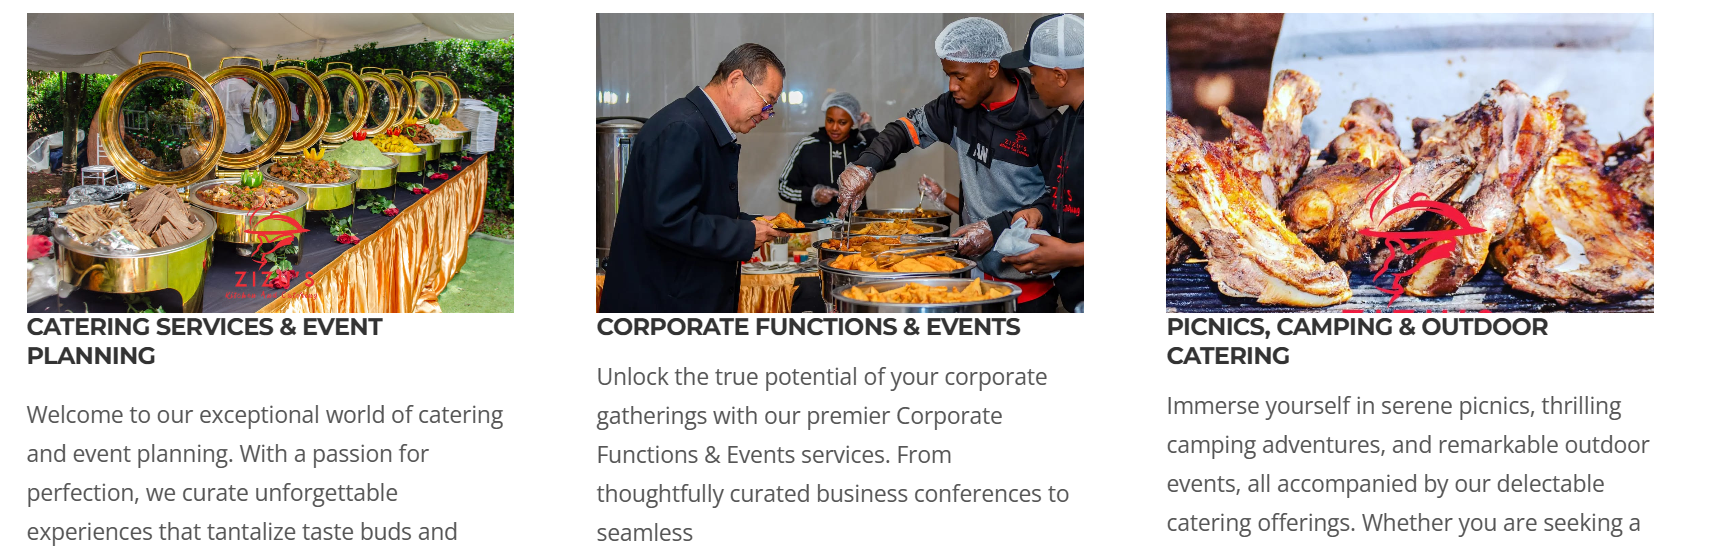 ZIZU'S
CATERING SERVICES & EVENT
PLANNING
Welcome to our exceptional world of catering
and event planning. With a passion for
perfection, we curate unforgettable
experiences that tantalize taste buds and
ZIZU'S
CORPORATE FUNCTIONS & EVENTS
Unlock the true potential of your corporate
gatherings with our premier Corporate
Functions & Events services. From
thoughtfully curated business conferences to
seamless
PICNICS, CAMPING & OUTDOOR
CATERING
Immerse yourself in serene picnics, thrilling
camping adventures, and remarkable outdoor
events, all accompanied by our delectable
catering offerings. Whether you are seeking a